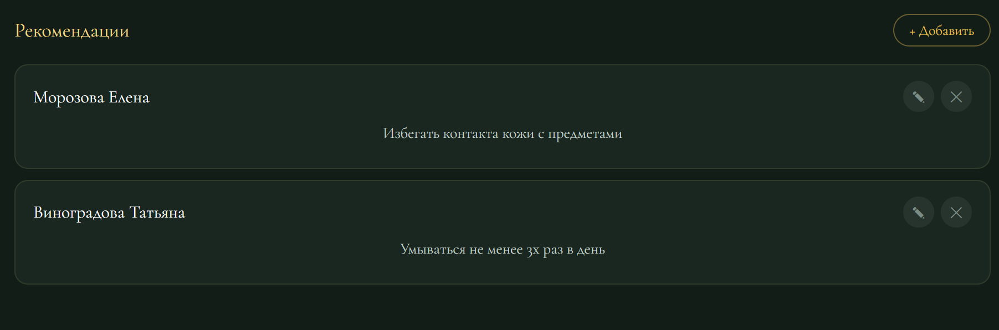 Рекомендации
+ Добавить
Морозова Елена
Избегать контакта кожи с предметами
Виноградова Татьяна
Умываться не менее 3х раз в день